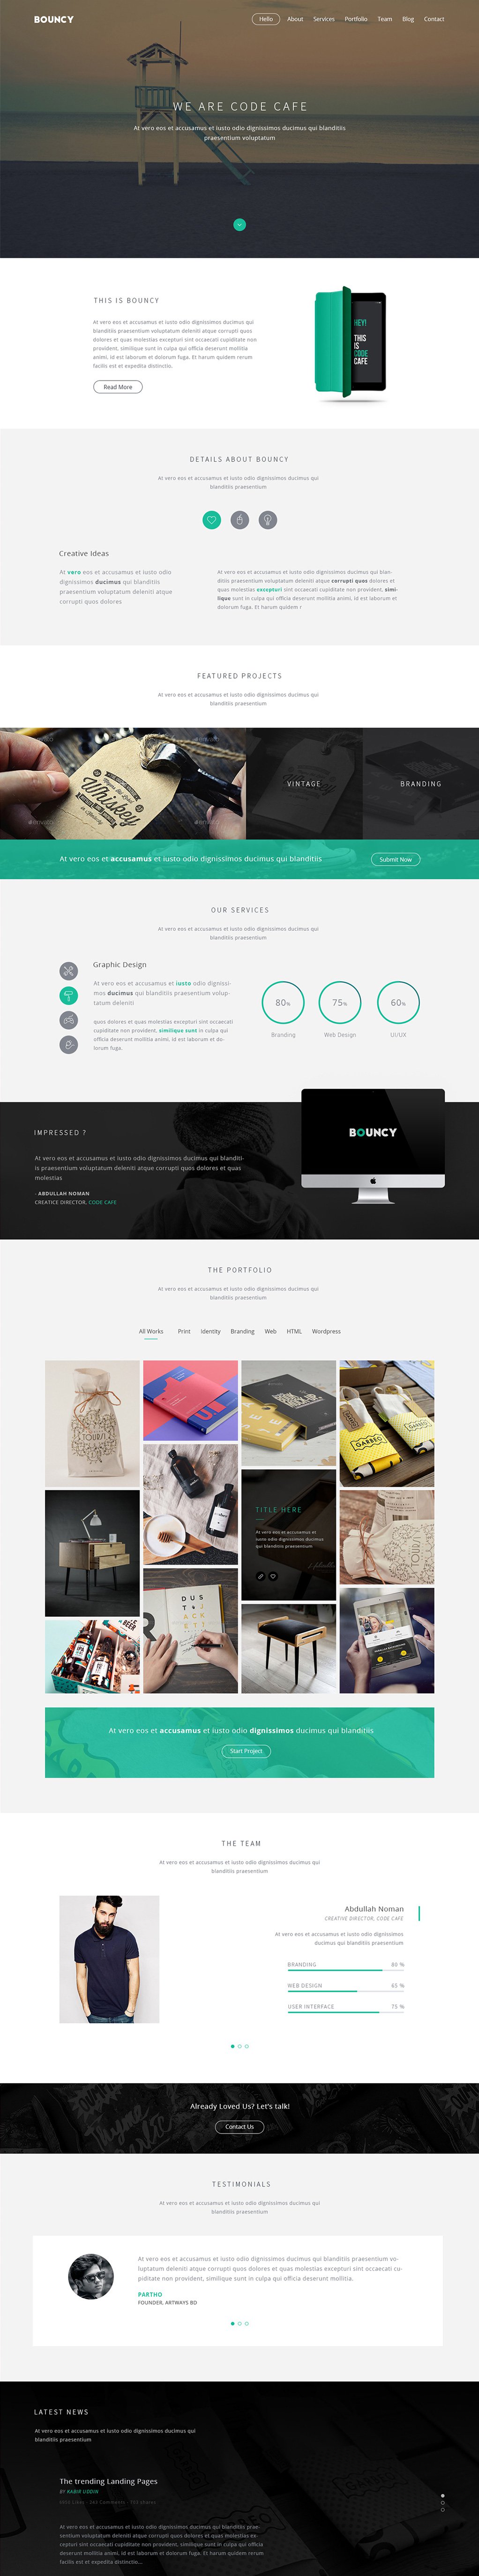 BOUNCY
Hello About Services Portfolio Team Blog Contact
WE ARE CODE CAFE
At vero eos et accusamus et iusto odio dignissimos ducimus qui blanditiis
praesentium voluptatum
THIS IS BOUNCY
At vero eos et accusamus et iusto odio dignissimos ducimus qui
blanditiis praesentium voluptatum deleniti atque corrupti quos
dolores et quas molestias excepturi sint occaecati cupiditate non
provident, similique sunt in culpa qui officia deserunt mollitia
animi, id est laborum et dolorum fuga. Et harum quidem rerum
facilis est et expedita distinctio.
Read More
HEY!
THIS
IS
CODE
CAFE
DETAILS ABOUT BOUNCY
At vero eos et accusamus et iusto odio dignissimos ducimus qui
blanditiis praesentium
Creative Ideas
At vero eos et accusamus et iusto odio
dignissimos ducimus qui blanditiis
praesentium voluptatum deleniti atque
corrupti quos dolores
At vero eos et accusamus et iusto odio dignissimos ducimus qui blan-
ditiis praesentium voluptatum deleniti atque corrupti quos dolores et
quas molestias excepturi sint occaecati cupiditate non provident, simi-
lique sunt in culpa qui officia deserunt mollitia animi, id est laborum et
dolorum fuga. Et harum quidem r
FEATURED PROJECTS
At vero eos et accusamus et iusto odio dignissimos ducimus qui
blanditiis praesentium
Whiskey
VINTAGE
BRANDING
At vero eos et accusamus et iusto odio dignissimos ducimus qui blanditiis
Submit Now
OUR SERVICES
At vero eos et accusamus et iusto odio dignissimos ducimus qui
blanditiis praesentium
Graphic Design
At vero eos et accusamus et iusto odio dignissi-
mos ducimus qui blanditiis praesentium volup-
tatum deleniti
quos dolores et quas molestias excepturi sint occaecati
cupiditate non provident, similique sunt in culpa qui
officia deserunt mollitia animi, id est laborum et do-
lorum fuga.
80% 75% 60%
Branding Web Design UI/UX
IMPRESSED ?
At vero eos et accusamus et iusto odio dignissimos ducimus qui blanditi-
is praesentium voluptatum deleniti atque corrupti quos dolores et quas
molestias
- ABDULLAH NOMAN
CREATICE DIRECTOR, CODE CAFE
BOUNCY
THE PORTFOLIO
At vero eos et accusamus et iusto odio dignissimos ducimus qui
blanditiis praesentium
All Works Print Identity Branding Web HTML Wordpress
TITLE HERE
At vero eos et accusamus et
iusto odio dignissimos ducimus
qui blanditiis praesentium
At vero eos et accusamus et iusto odio dignissimos ducimus qui blanditiis
Start Project
THE TEAM
At vero eos et accusamus et iusto odio dignissimos ducimus qui
blanditiis praesentium
Abdullah Noman
CREATIVE DIRECTOR, CODE CAFE
At vero eos et accusamus et iusto odio dignissimos
ducimus qui blanditiis praesentium
BRANDING 80 %
WEB DESIGN 65 %
USER INTERFACE 75 %
Already Loved Us? Let's talk!
Contact Us
TESTIMONIALS
At vero eos et accusamus et iusto odio dignissimos ducimus qui
blanditiis praesentium
At vero eos et accusamus et iusto odio dignissimos ducimus qui blanditiis praesentium vo-
luptatum deleniti atque corrupti quos dolores et quas molestias excepturi sint occaecati cu-
piditate non provident, similique sunt in culpa qui officia deserunt mollitia,
PARTHO
FOUNDER, ARTWAYS BD
LATEST NEWS
At vero eos et accusamus et iusto odio dignissimos ducimus qui
blanditiis praesentium
The trending Landing Pages
BY KABIR UDDIN
At vero eos et accusamus et iusto odio dignissimos ducimus qui blanditiis prae-
sentium voluptatum deleniti atque corrupti quos dolores et quas molestias ex-
cepturi sint occaecati cupiditate non provident, similique sunt in culpa qui officia
deserunt mollitia animi, id est laborum et dolorum fuga. Et harum quidem rerum
facilis est et expedita distinctio...